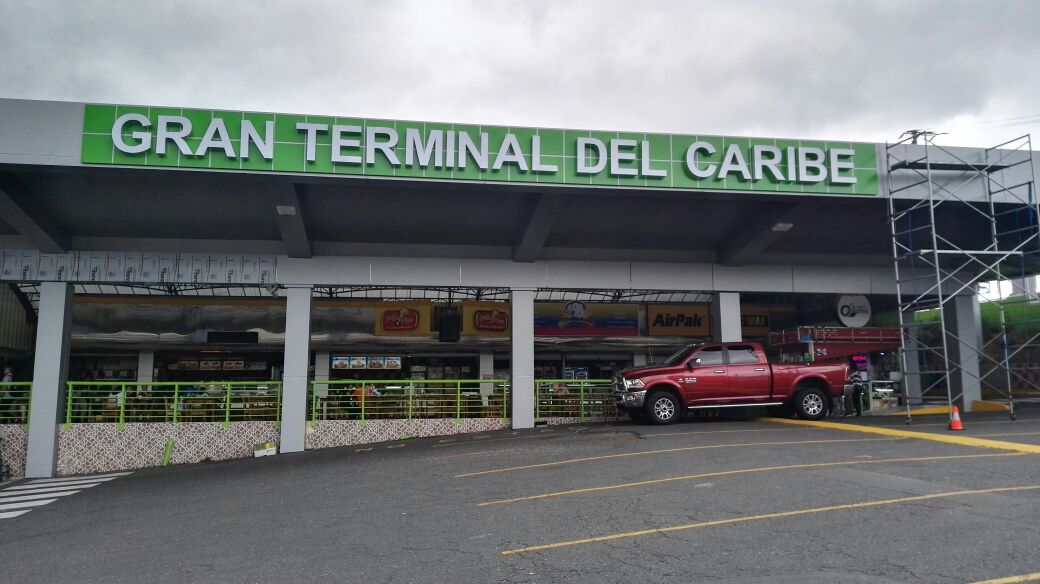 GRAN TERMINAL DEL CARIBE
AirPak